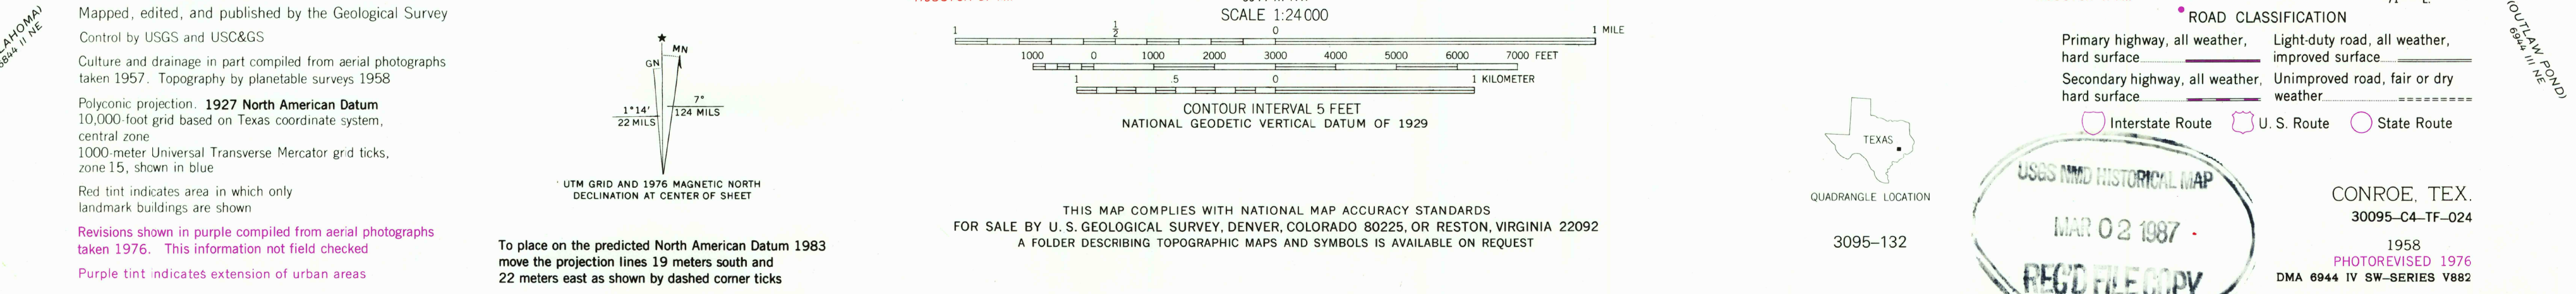 Mapped, edited, and published by the Geological Survey
Control by USGS and USC&GS
Culture and drainage in part compiled from aerial photographs
taken 1957. Topography by planetable surveys 1958
Polyconic projection. 1927 North American Datum
10,000-foot grid based on Texas coordinate system,
central zone
1000-meter Universal Transverse Mercator grid ticks,
zone 15, shown in blue
Red tint indicates area in which only
landmark buildings are shown
Revisions shown in purple compiled from aerial photographs
taken 1976. This information not field checked
Purple tint indicates extension of urban areas
6844 II NE
MN
GN
1°14'
22 MILS
7°
124 MILS
UTM GRID AND 1976 MAGNETIC NORTH
DECLINATION AT CENTER OF SHEET
To place on the predicted North American Datum 1983
move the projection lines 19 meters south and
22 meters east as shown by dashed corner ticks
SCALE 1:24000
1 ½ 0 1 MILE
1000 0 1000 2000 3000 4000 5000 6000 7000 FEET
1 .5 0 1 KILOMETER
CONTOUR INTERVAL 5 FEET
NATIONAL GEODETIC VERTICAL DATUM OF 1929
THIS MAP COMPLIES WITH NATIONAL MAP ACCURACY STANDARDS
FOR SALE BY U. S. GEOLOGICAL SURVEY, DENVER, COLORADO 80225, OR RESTON, VIRGINIA 22092
A FOLDER DESCRIBING TOPOGRAPHIC MAPS AND SYMBOLS IS AVAILABLE ON REQUEST
TEXAS
QUADRANGLE LOCATION
3095-132
ROAD CLASSIFICATION
Primary highway, all weather,
hard surface
Light-duty road, all weather,
improved surface
Secondary highway, all weather,
hard surface
Unimproved road, fair or dry
weather
Interstate Route U. S. Route State Route
USGS NMD HISTORICAL MAP
MAR 02 1987
REC'D FILE COPY
(OUTLAW POND)
6944 III NE
CONROE, TEX.
30095-C4-TF-024
1958
PHOTOREVISED 1976
DMA 6944 IV SW-SERIES V882